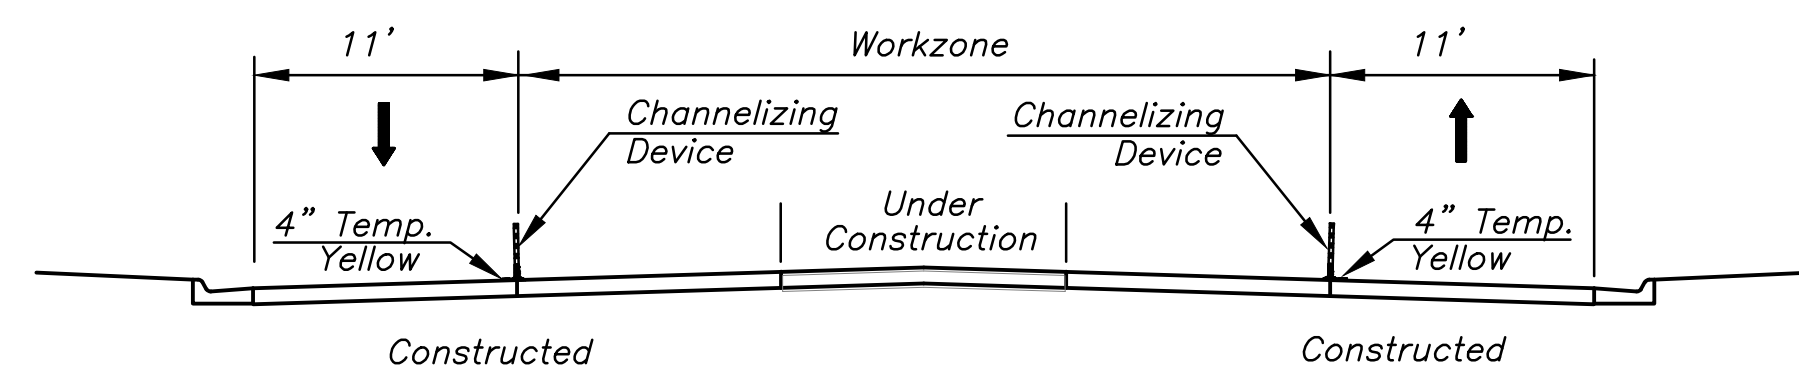 11'
Workzone
11'
Channelizing
Device
Channelizing
Device
4" Temp.
Yellow
Under
Construction
4" Temp.
Yellow
Constructed
Constructed